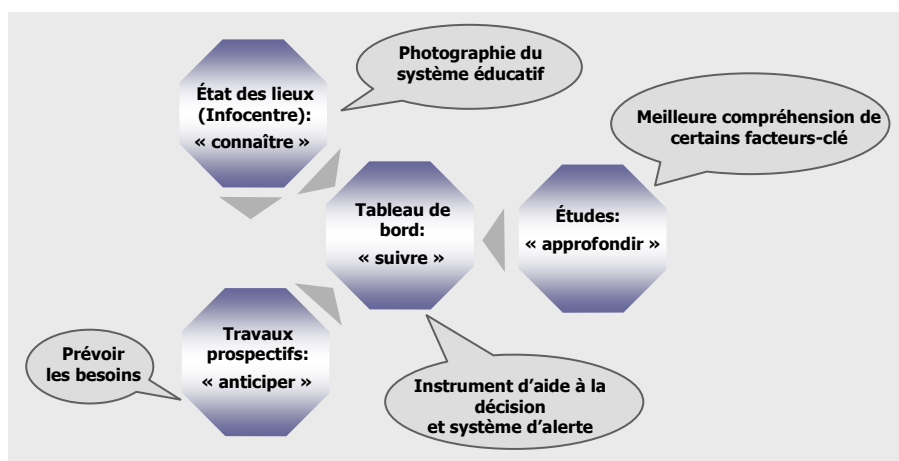 Photographie du
système éducatif
État des lieux
(Infocentre):
« connaître »
Meilleure compréhension de
certains facteurs-clé
Tableau de
bord:
« suivre »
Études:
« approfondir »
Travaux
prospectifs:
« anticiper »
Prévoir
les besoins
Instrument d'aide à la
décision
et système d'alerte